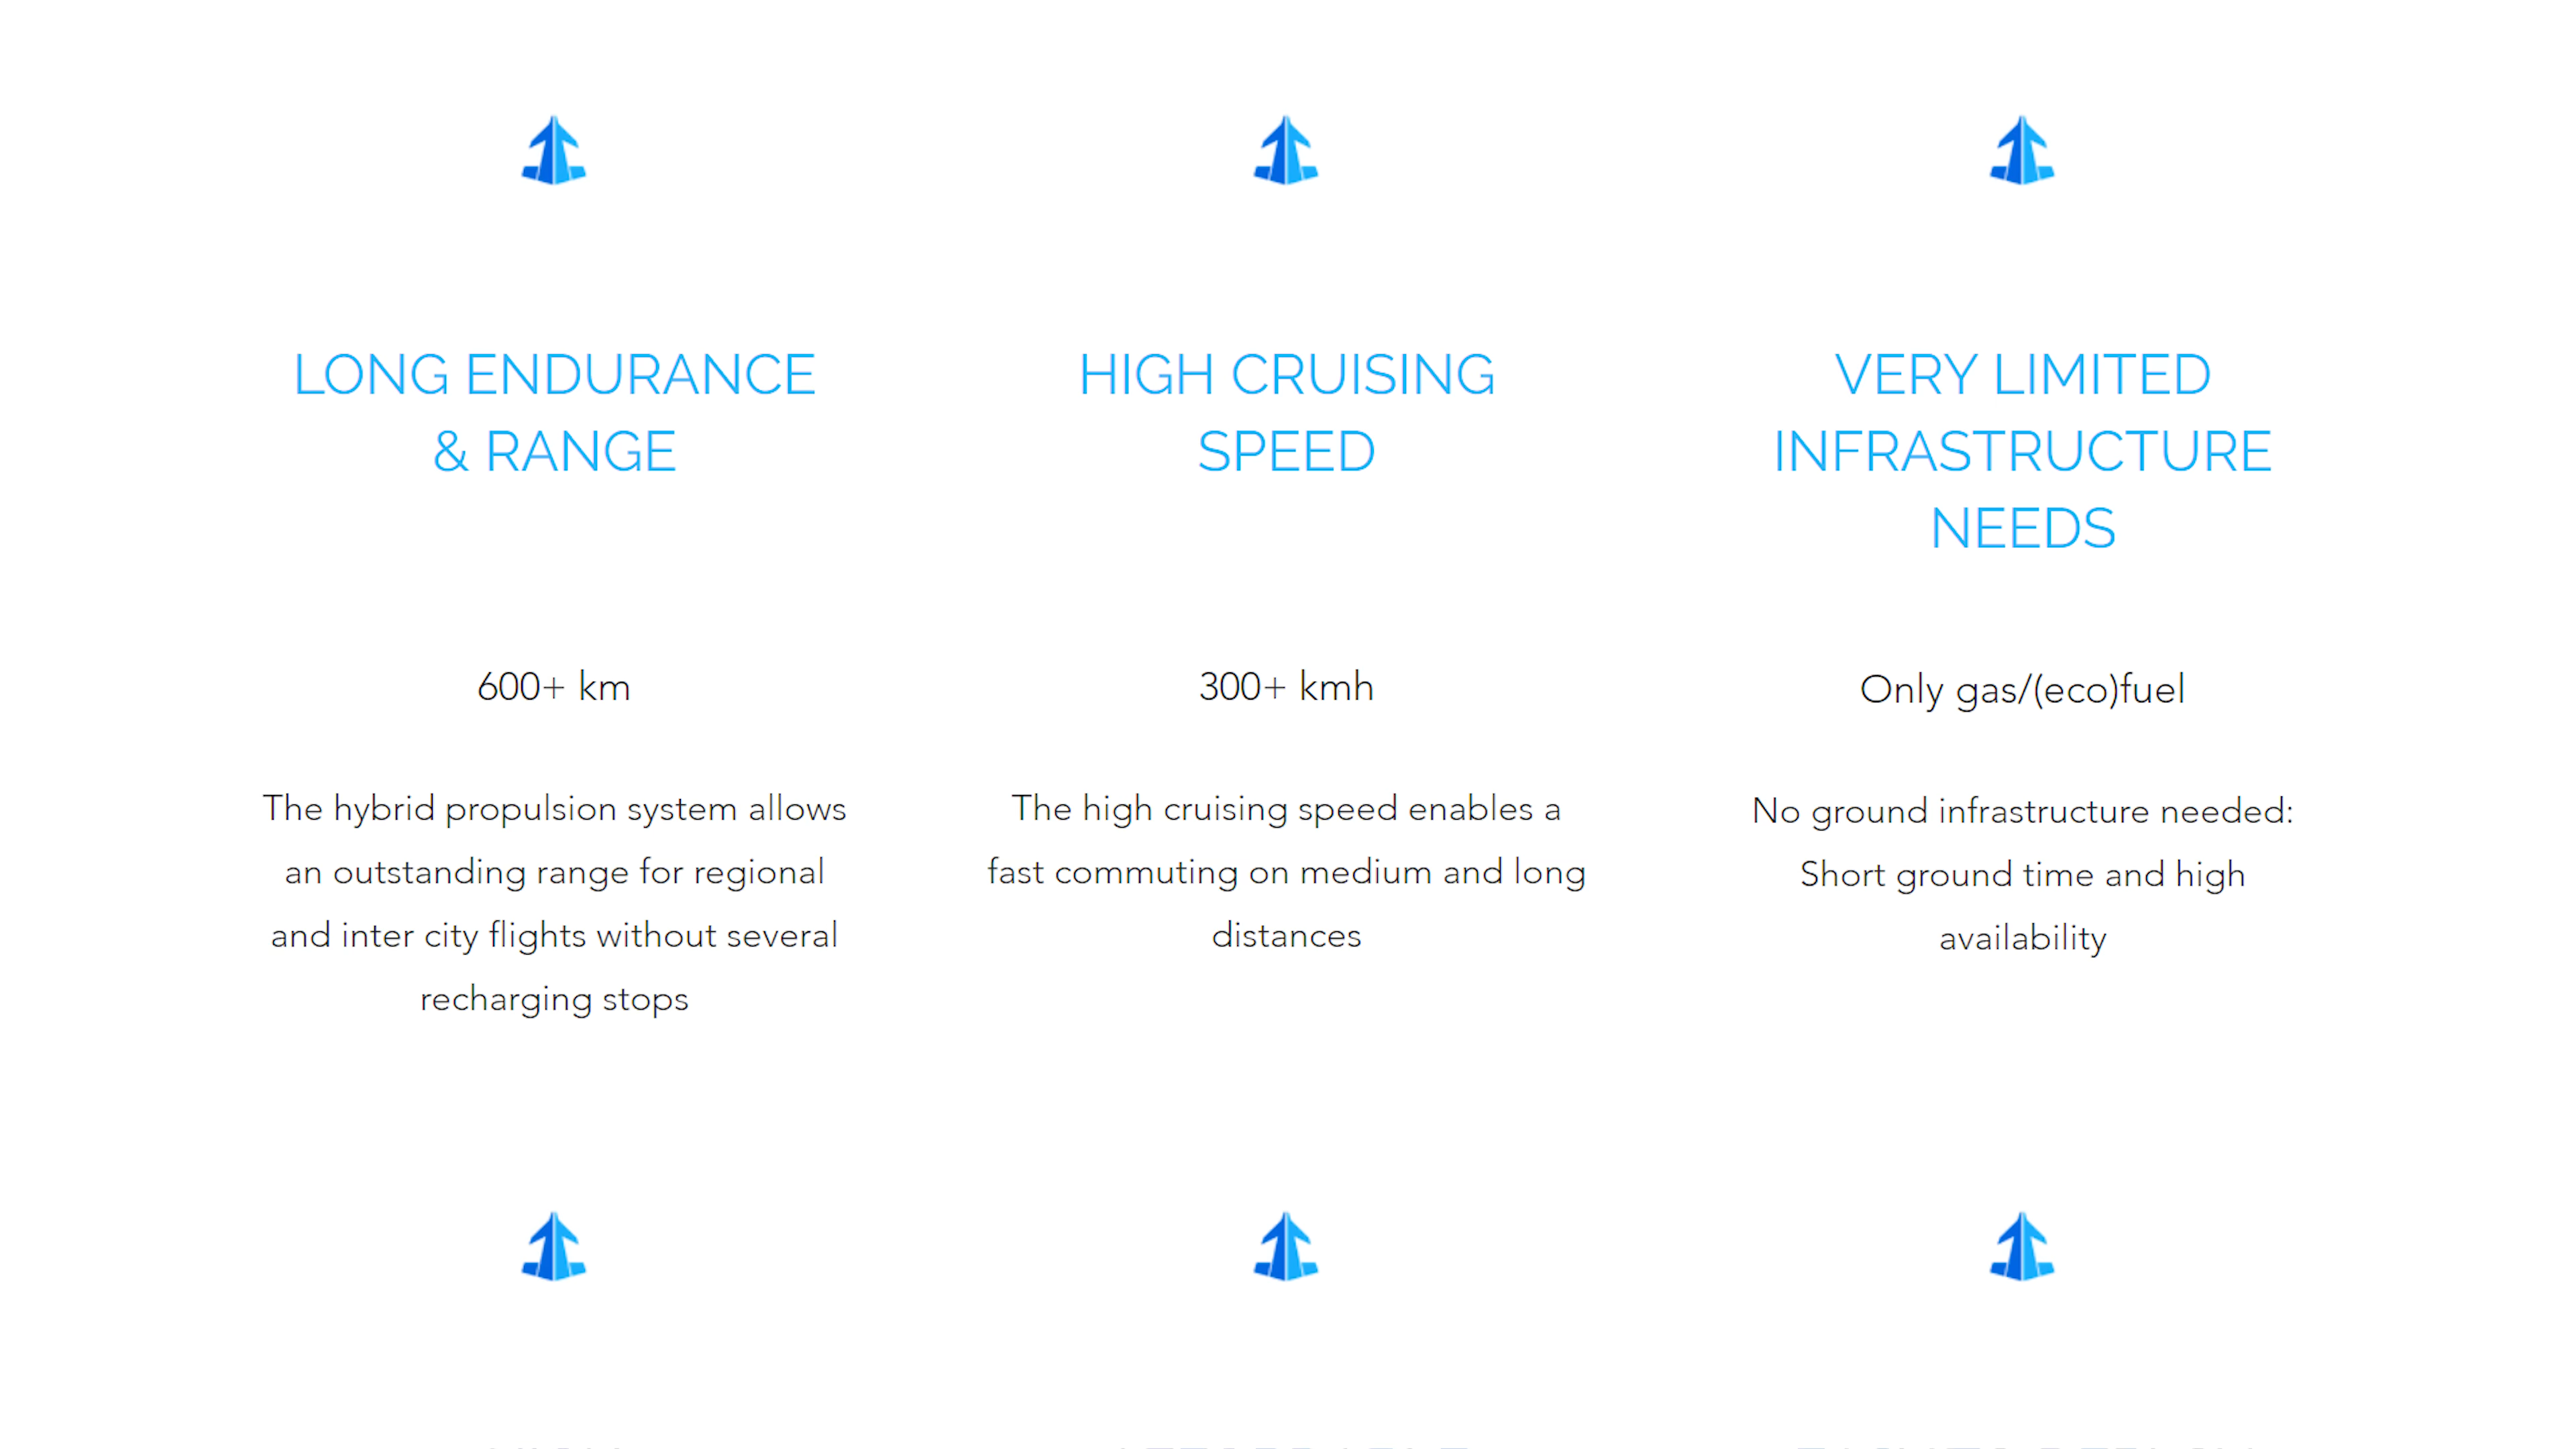 LONG ENDURANCE
& RANGE
600+ km
The hybrid propulsion system allows
an outstanding range for regional
and inter city flights without several
recharging stops
HIGH CRUISING
SPEED
300+ kmh
The high cruising speed enables a
fast commuting on medium and long
distances
VERY LIMITED
INFRASTRUCTURE
NEEDS
Only gas/(eco)fuel
No ground infrastructure needed:
Short ground time and high
availability